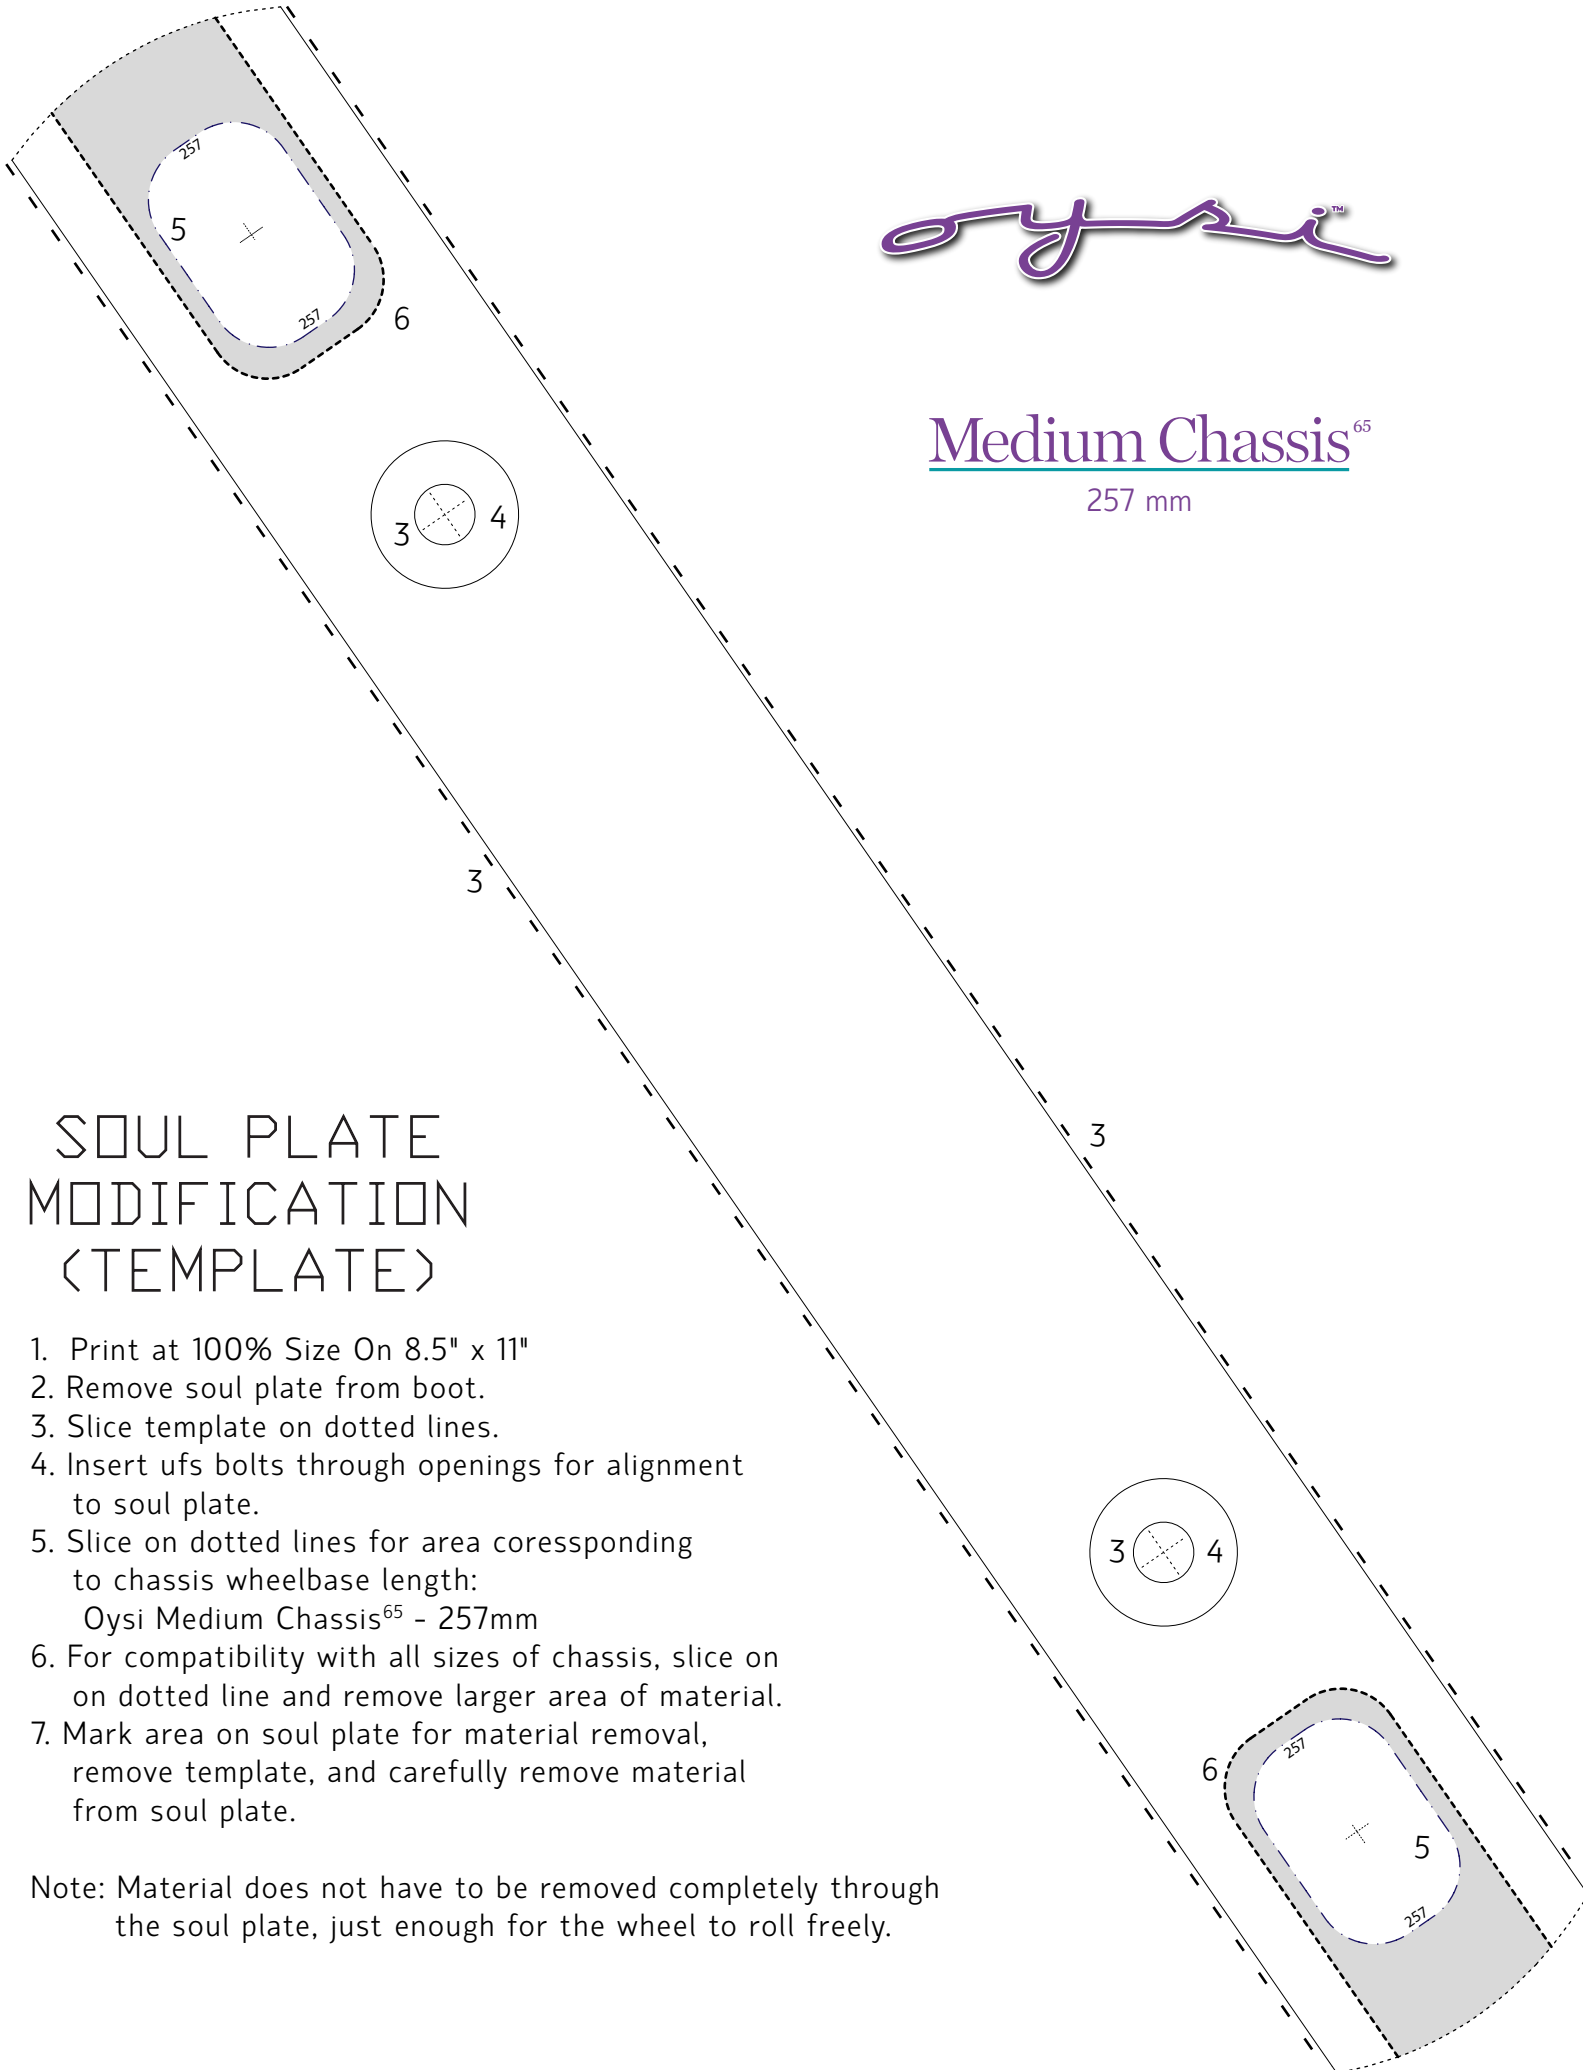 257
5
257
6
oysi™
Medium Chassis⁶⁵
257 mm
3
4
3
3
SOUL PLATE
MODIFICATION
(TEMPLATE)
1. Print at 100% Size On 8.5" x 11"
2. Remove soul plate from boot.
3. Slice template on dotted lines.
4. Insert ufs bolts through openings for alignment
to soul plate.
5. Slice on dotted lines for area coressponding
to chassis wheelbase length:
Oysi Medium Chassis⁶⁵ - 257mm
6. For compatibility with all sizes of chassis, slice on
on dotted line and remove larger area of material.
7. Mark area on soul plate for material removal,
remove template, and carefully remove material
from soul plate.
Note: Material does not have to be removed completely through
the soul plate, just enough for the wheel to roll freely.
3
4
257
6
5
257